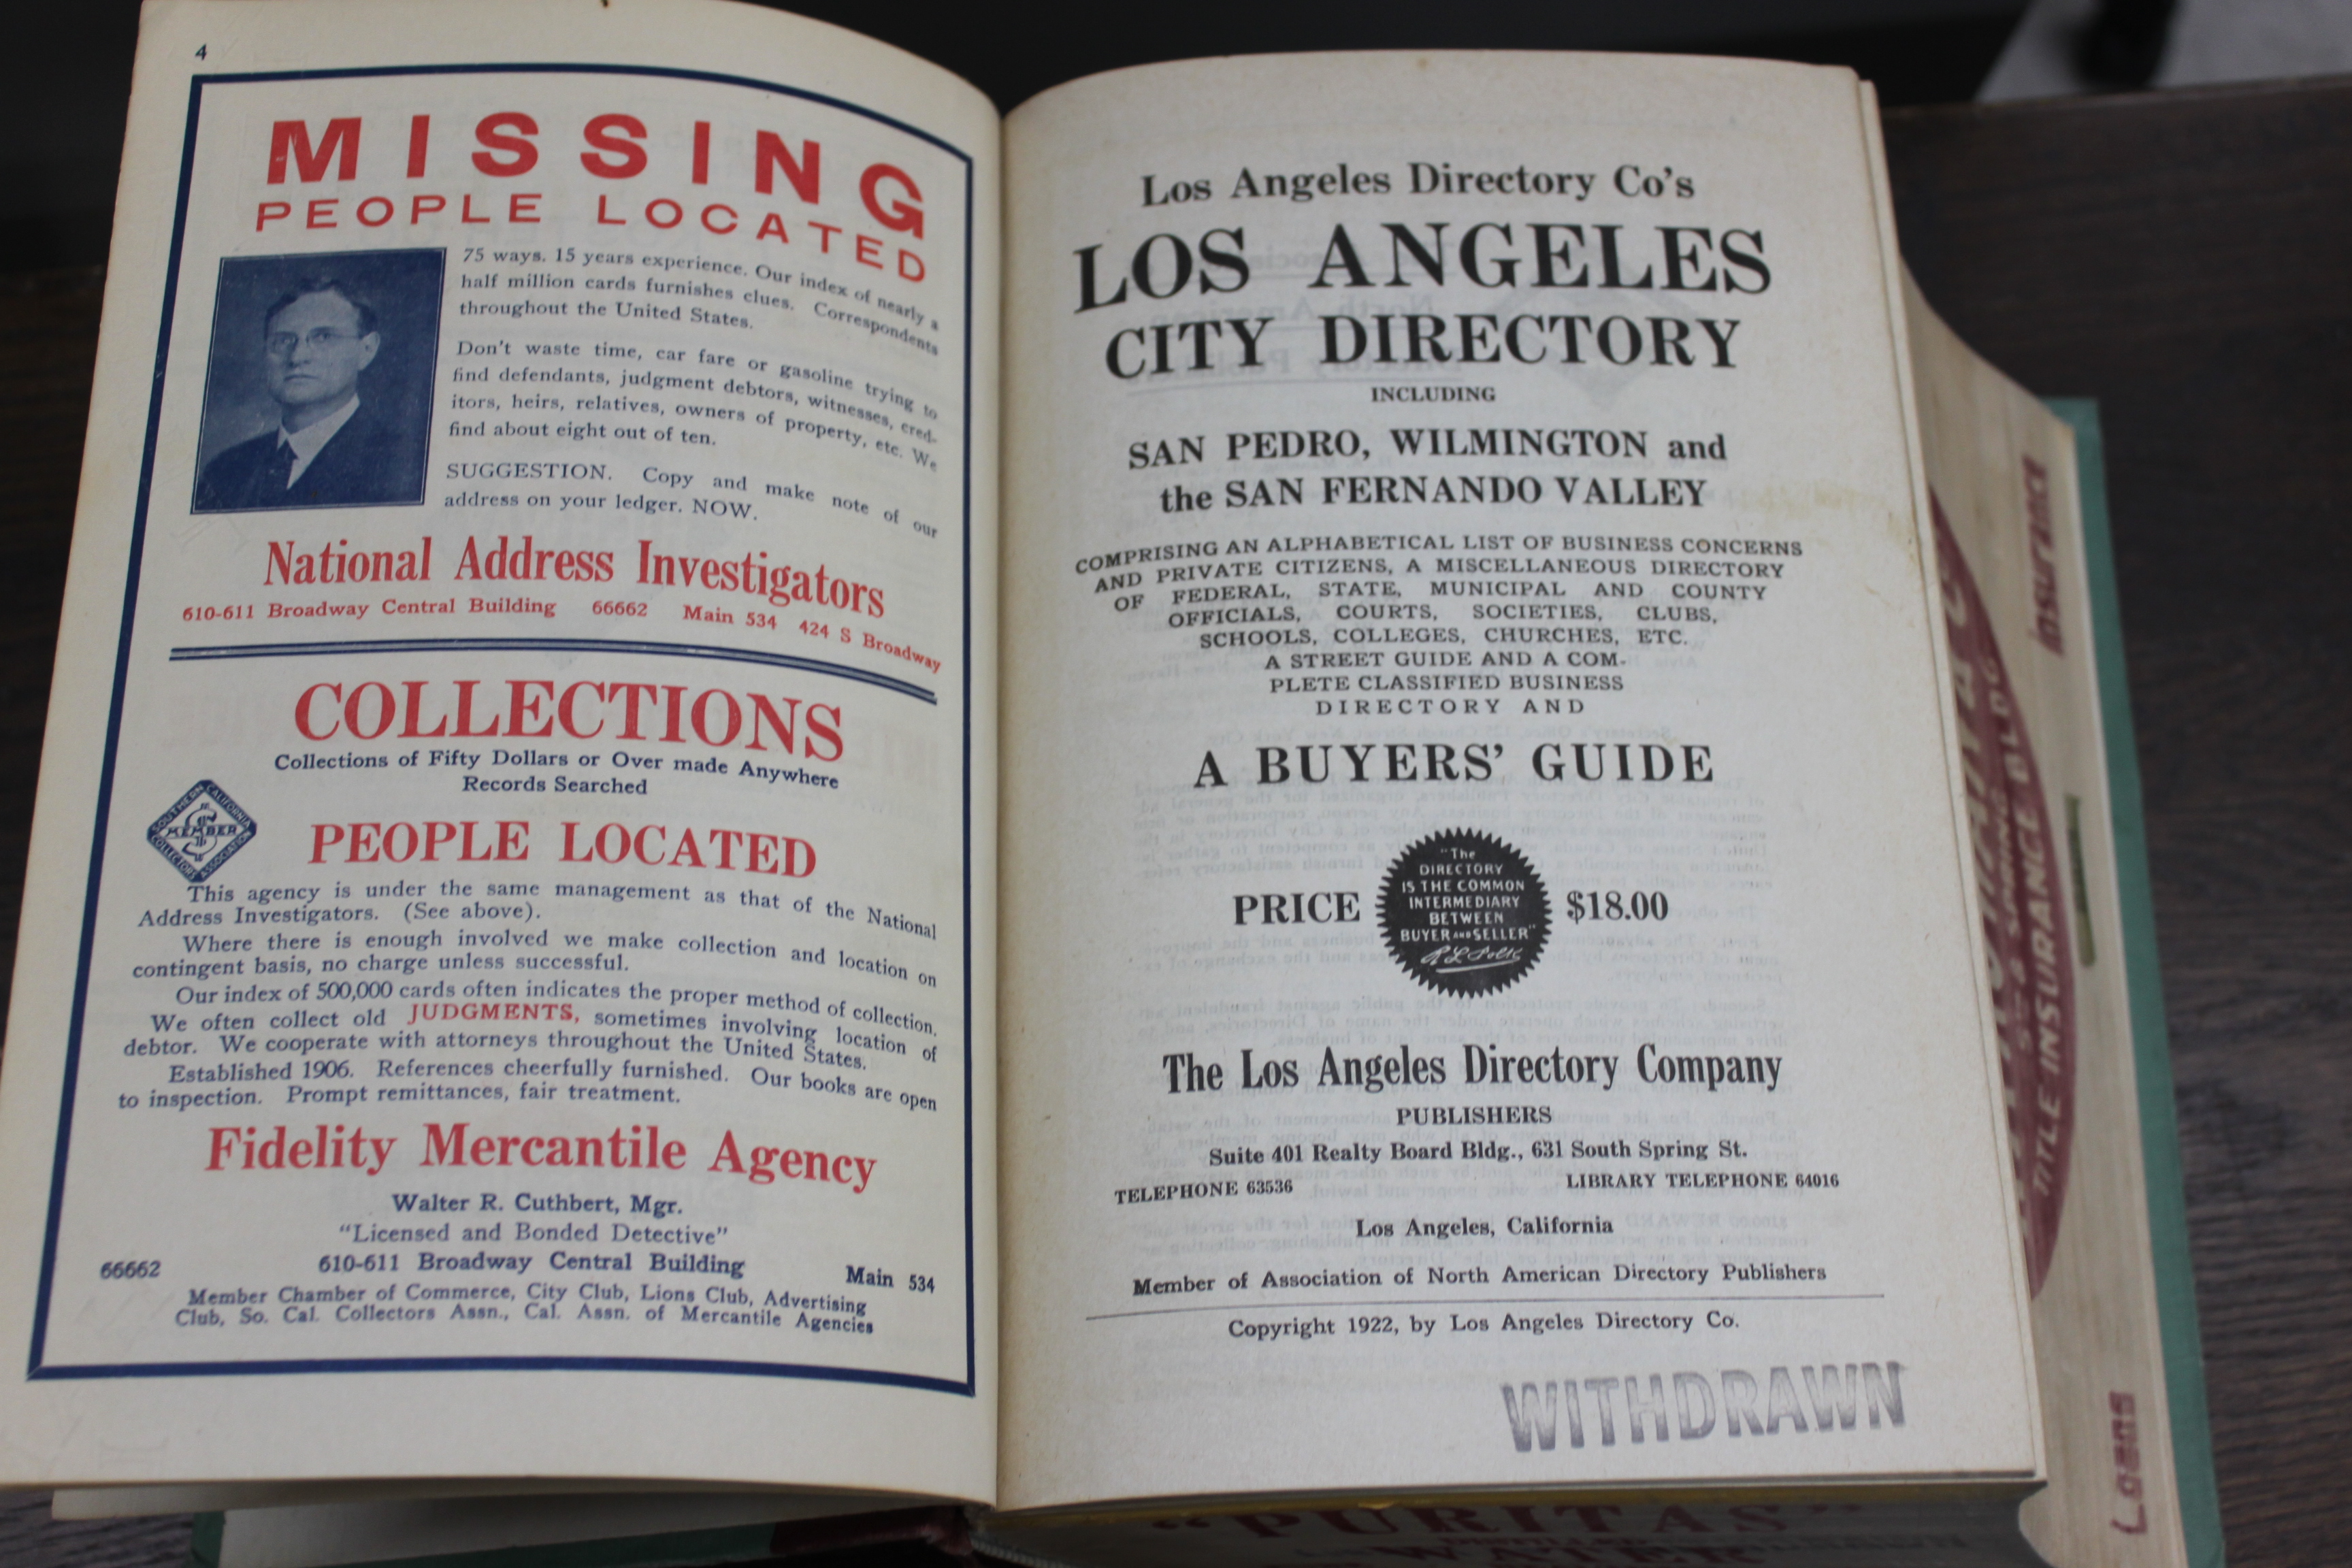 4
MISSING
PEOPLE LOCATED
75 ways. 15 years experience. Our index of nearly a
half million cards furnishes clues. Correspondents
throughout the United States.
Don't waste time, car fare or gasoline trying to
find defendants, judgment debtors, witnesses, cred-
itors, heirs, relatives, owners of property, etc. We
find about eight out of ten.
SUGGESTION. Copy and make note of our
address on your ledger. NOW.
National Address Investigators
610-611 Broadway Central Building 66662 Main 534 424 S Broadway
COLLECTIONS
Collections of Fifty Dollars or Over made Anywhere
Records Searched
SOUTHERN CALIFORNIA
MEMBER
COLLECTORS ASSOCIATION
PEOPLE LOCATED
This agency is under the same management as that of the National
Address Investigators. (See above).
Where there is enough involved we make collection and location on
contingent basis, no charge unless successful.
Our index of 500,000 cards often indicates the proper method of collection.
We often collect old JUDGMENTS, sometimes involving location of
debtor. We cooperate with attorneys throughout the United States.
Established 1906. References cheerfully furnished. Our books are open
to inspection. Prompt remittances, fair treatment.
Fidelity Mercantile Agency
Walter R. Cuthbert, Mgr.
"Licensed and Bonded Detective"
66662 610-611 Broadway Central Building Main 534
Member Chamber of Commerce, City Club, Lions Club, Advertising
Club, So. Cal. Collectors Assn., Cal. Assn. of Mercantile Agencies
Los Angeles Directory Co's
LOS ANGELES
CITY DIRECTORY
INCLUDING
SAN PEDRO, WILMINGTON and
the SAN FERNANDO VALLEY
COMPRISING AN ALPHABETICAL LIST OF BUSINESS CONCERNS
AND PRIVATE CITIZENS, A MISCELLANEOUS DIRECTORY
OF FEDERAL, STATE, MUNICIPAL AND COUNTY
OFFICIALS, COURTS, SOCIETIES, CLUBS,
SCHOOLS, COLLEGES, CHURCHES, ETC.
A STREET GUIDE AND A COM-
PLETE CLASSIFIED BUSINESS
DIRECTORY AND
A BUYERS' GUIDE
PRICE $18.00
"The
DIRECTORY
IS THE COMMON
INTERMEDIARY
BETWEEN
BUYER AND SELLER"
R L Polk
The Los Angeles Directory Company
PUBLISHERS
Suite 401 Realty Board Bldg., 631 South Spring St.
TELEPHONE 63536 LIBRARY TELEPHONE 64016
Los Angeles, California
Member of Association of North American Directory Publishers
Copyright 1922, by Los Angeles Directory Co.
WITHDRAWN
Insurance
TITLE INSURANCE BLDG
Loans
"PURITAS"
WATER